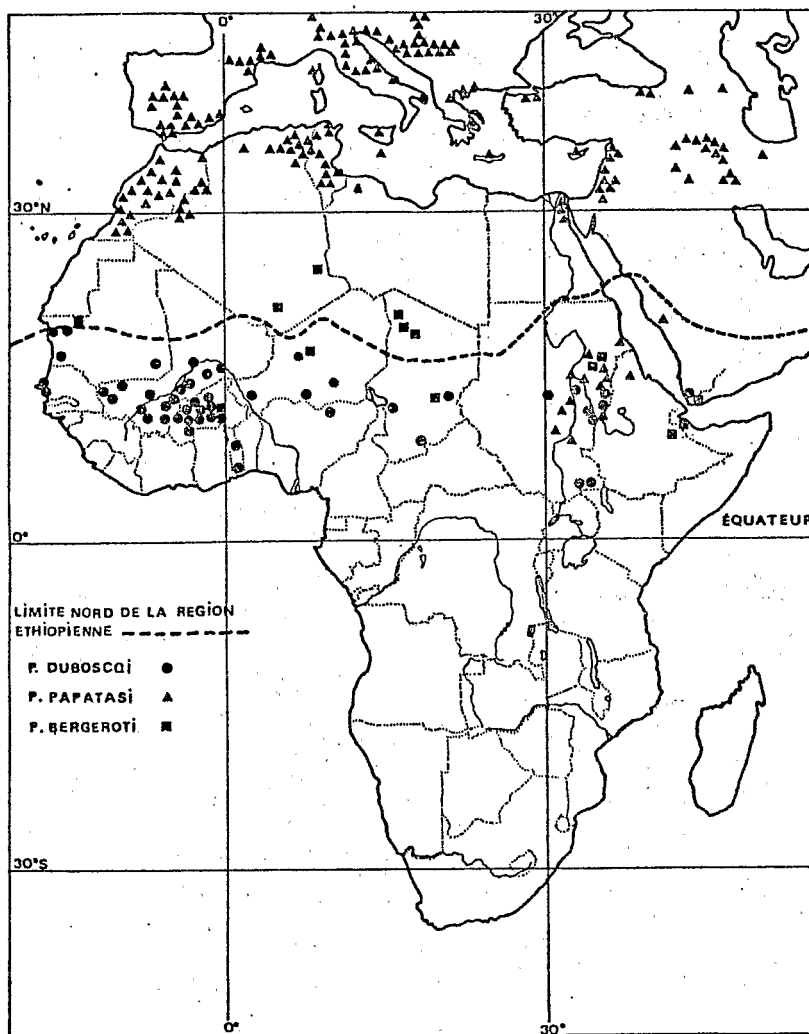 0° 30°
30°N
ÉQUATEUR
0°
LIMITE NORD DE LA REGION
ETHIOPIENNE
P. DUBOSCQi
P. PAPATASi
P. BERGEROTi
30°S
0° 30°